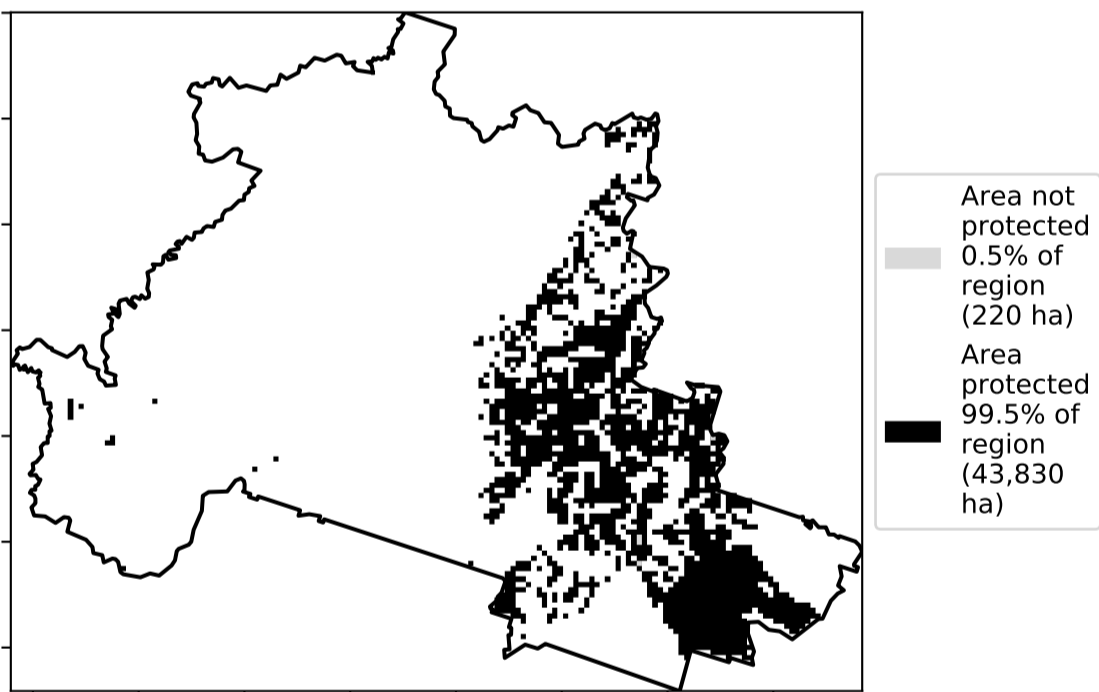 Area not
protected
0.5% of
region
(220 ha)
Area
protected
99.5% of
region
(43,830
ha)